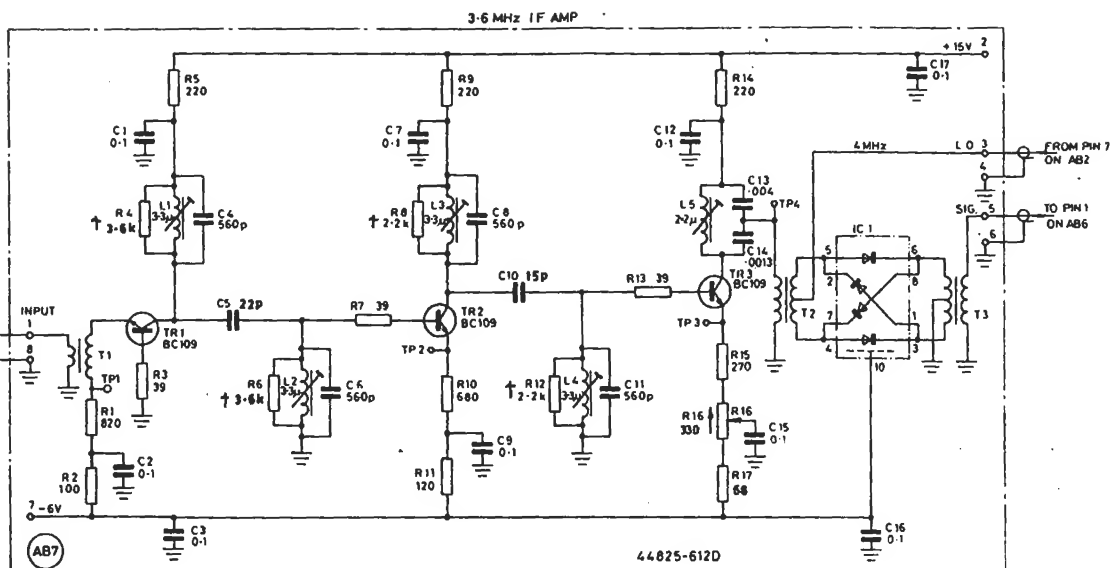 3·6 MHz I F AMP
+15V 2
R5 220
R9 220
R14 220
C17 0·1
C1 0·1
C7 0·1
C12 0·1
4MHz
L O 3
4
FROM PIN 7 ON AB2
† R4 3·6k
L1 3·3µ
C4 560p
† R8 2·2k
L3 3·3µ
C8 560p
L5 2·2µ
C13 ·004
TP4
C14 ·0013
SIG. 5
6
TO PIN 1 ON AB6
IC 1
5
6
2
8
7
1
4
3
10
T2
T3
INPUT
1
8
T1
TP1
TR1 BC109
R3 39
C5 22p
R7 39
TR2 BC109
TP2
C10 15p
R13 39
TR3 BC109
TP3
R1 820
C2 0·1
R2 100
† R6 3·6k
L2 3·3µ
C6 560p
R10 680
C9 0·1
R11 120
† R12 2·2k
L4 3·3µ
C11 560p
R15 270
R16 330
R16
C15 0·1
R17 68
7 -6V
C3 0·1
C16 0·1
AB7
44825-612D